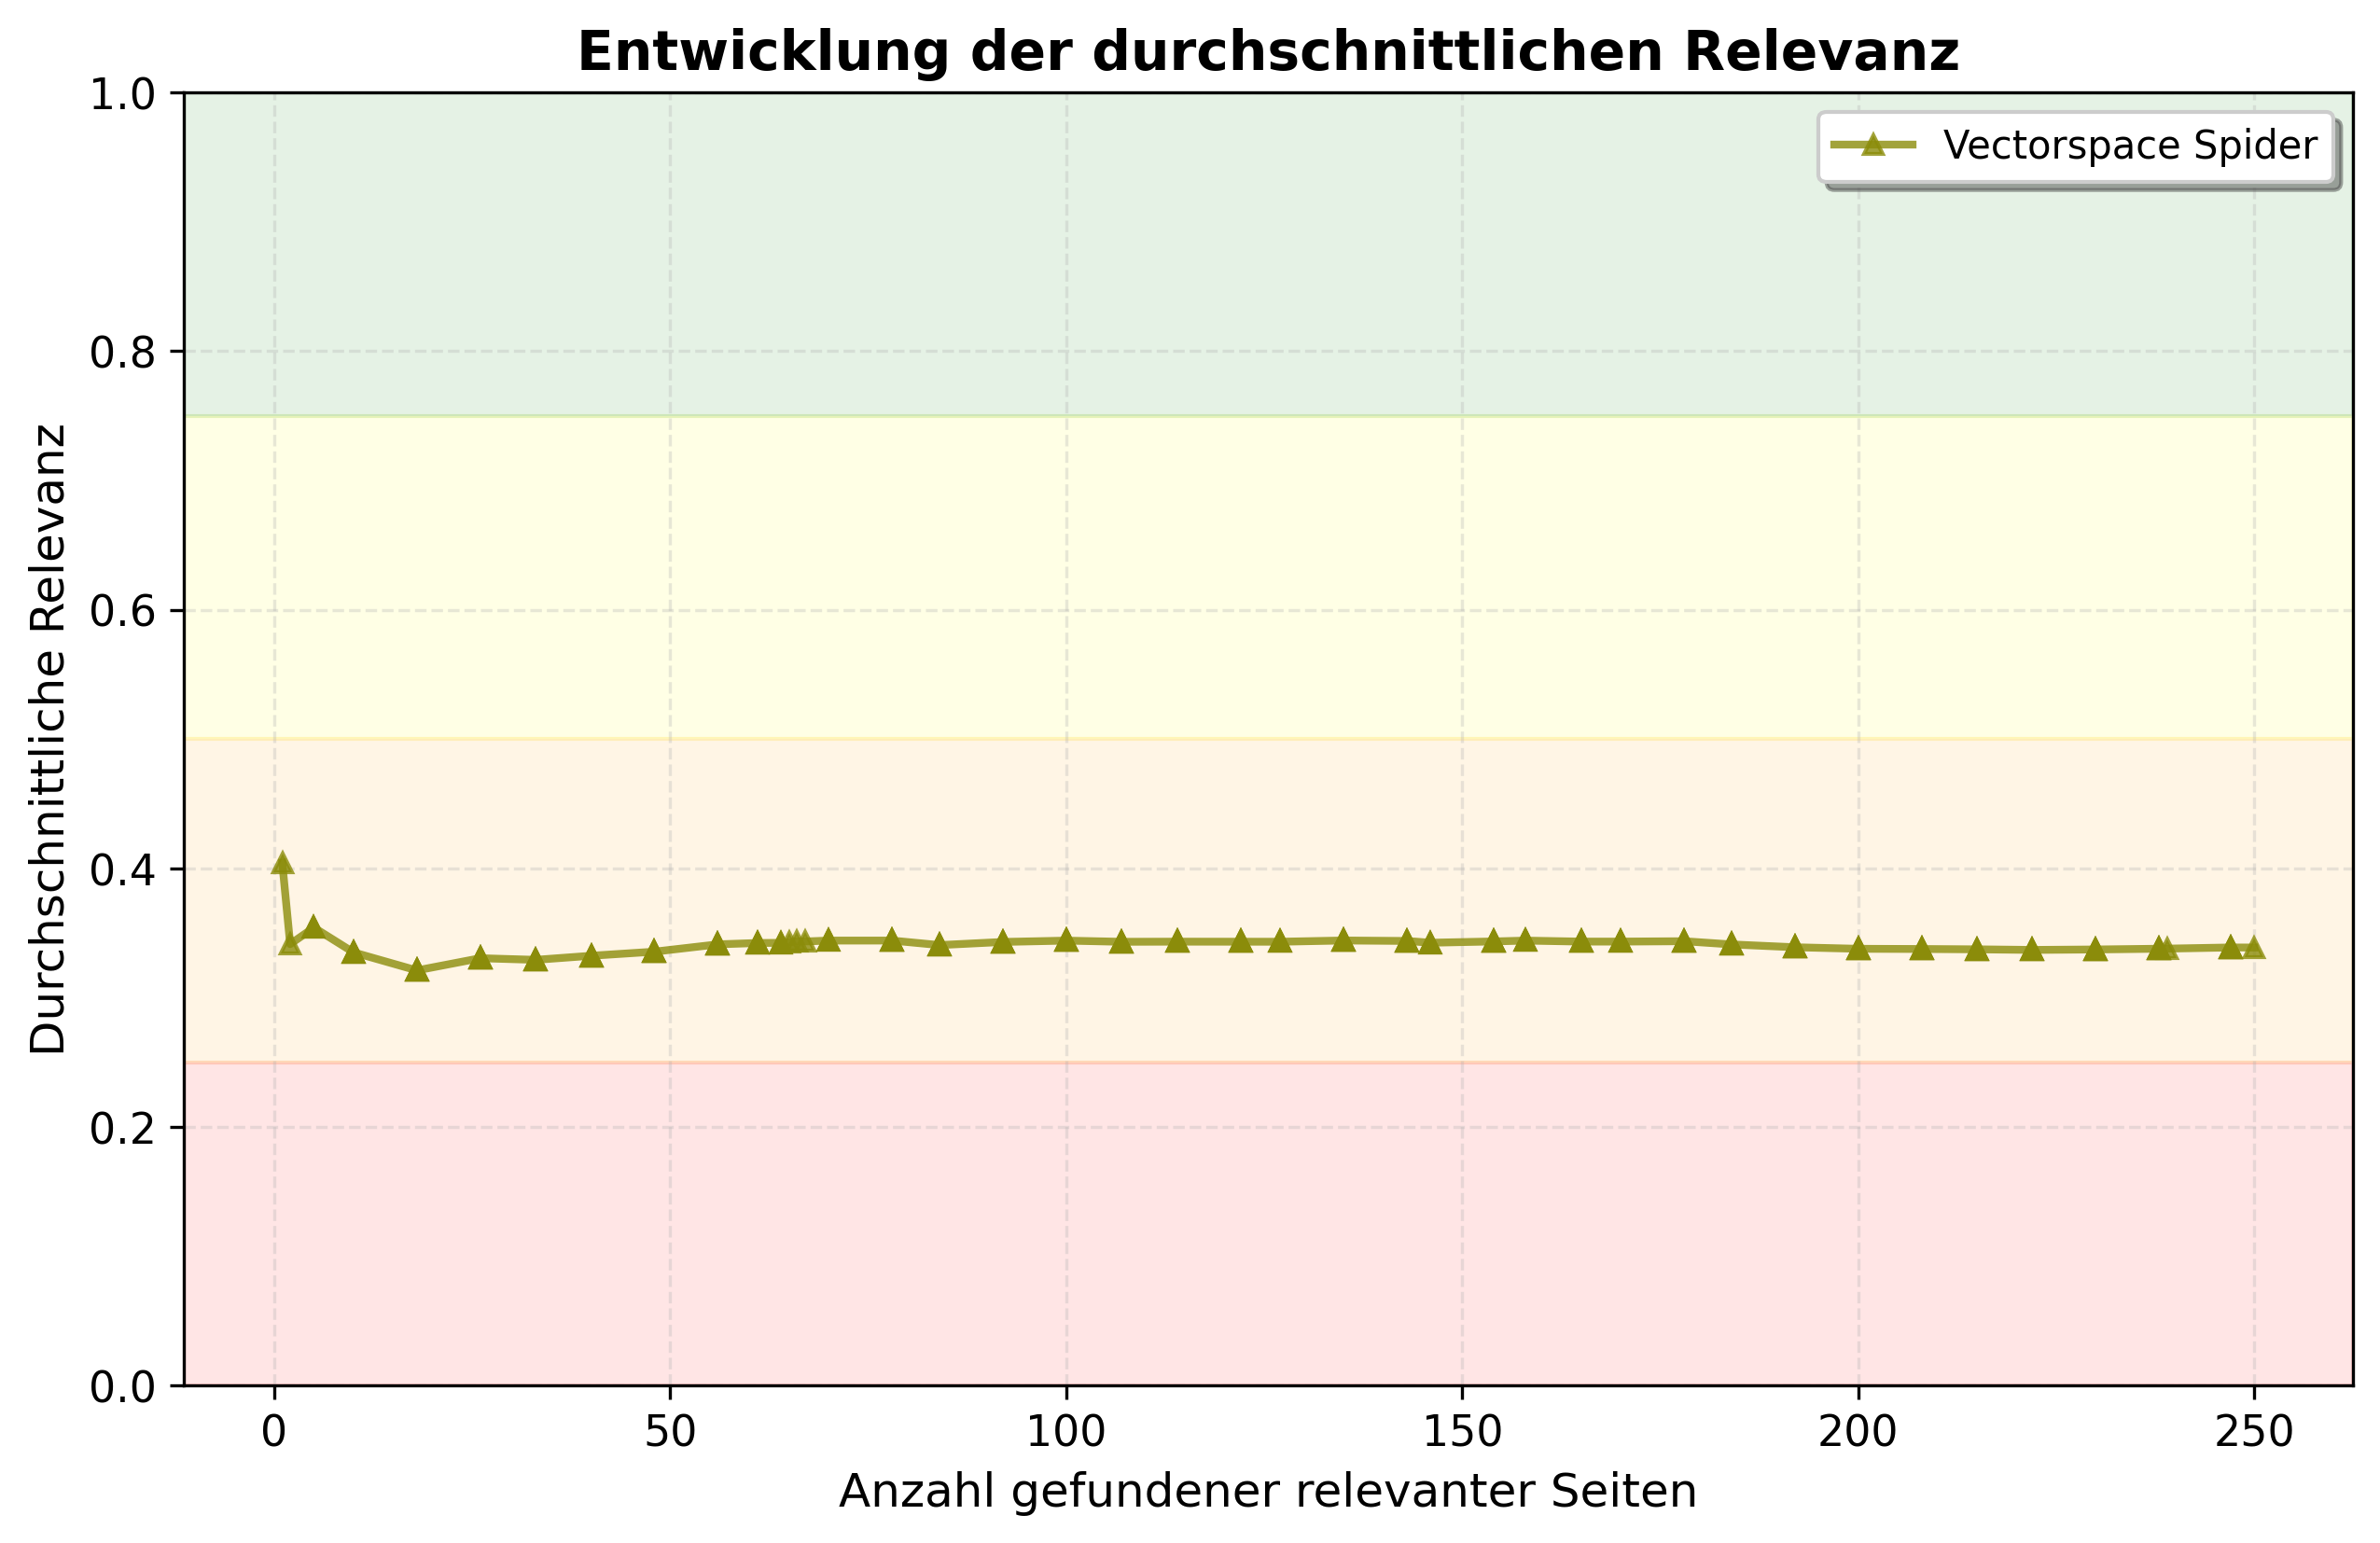 Entwicklung der durchschnittlichen Relevanz
Vectorspace Spider
Durchschnittliche Relevanz
1.0
0.8
0.6
0.4
0.2
0.0
0 50 100 150 200 250
Anzahl gefundener relevanter Seiten